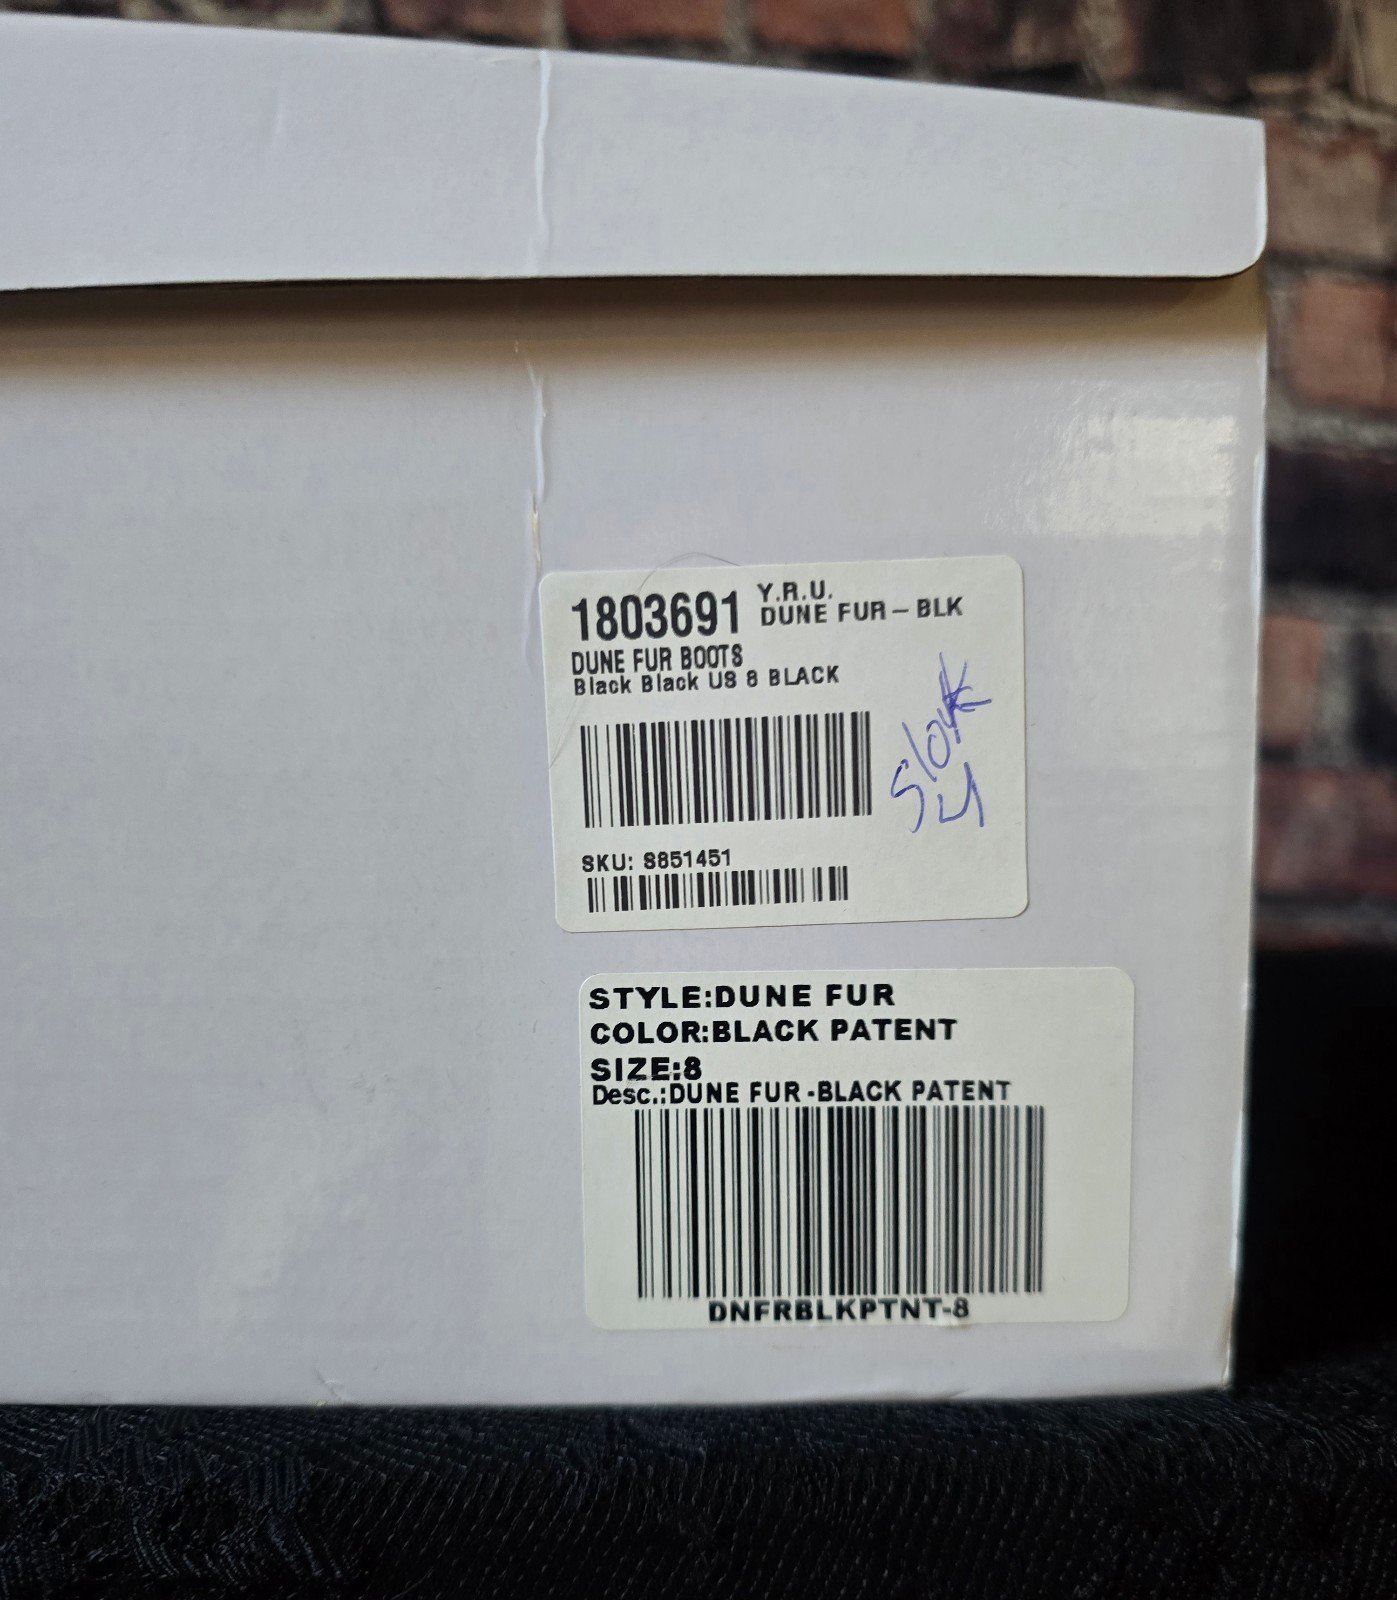 1803691 Y.R.U.
DUNE FUR - BLK
DUNE FUR BOOTS
Black Black US 8 BLACK
SKU: S851451
STYLE:DUNE FUR
COLOR:BLACK PATENT
SIZE:8
Desc.:DUNE FUR -BLACK PATENT
DNFRBLKPTNT-8